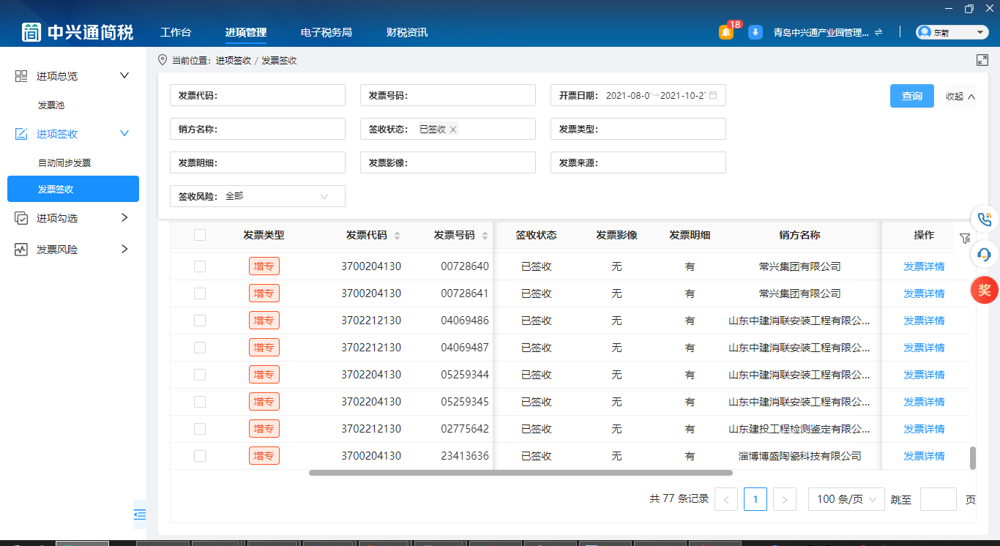 简 中兴通简税 工作台 进项管理 电子税务局 财税资讯 18 青岛中兴通产业园管理... 东箭
当前位置: 进项签收 / 发票签收
进项总览
发票池
进项签收
自动同步发票
发票签收
进项勾选
发票风险
发票代码: 发票号码: 开票日期: 2021-08-0 2021-10-2 查询 收起
销方名称: 签收状态: 已签收 发票类型:
发票明细: 发票影像: 发票来源:
签收风险: 全部
发票类型 发票代码 发票号码 签收状态 发票影像 发票明细 销方名称 操作
增专 3700204130 00728640 已签收 无 有 常兴集团有限公司 发票详情
增专 3700204130 00728641 已签收 无 有 常兴集团有限公司 发票详情
增专 3702212130 04069486 已签收 无 有 山东中建消联安装工程有限公... 发票详情
增专 3702212130 04069487 已签收 无 有 山东中建消联安装工程有限公... 发票详情
增专 3702204130 05259344 已签收 无 有 山东中建消联安装工程有限公... 发票详情
增专 3702204130 05259345 已签收 无 有 山东中建消联安装工程有限公... 发票详情
增专 3702212130 02775642 已签收 无 有 山东建投工程检测鉴定有限公... 发票详情
增专 3700204130 23413636 已签收 无 有 淄博博盛陶瓷科技有限公司 发票详情
奖
共 77 条记录 < 1 > 100 条/页 跳至 页